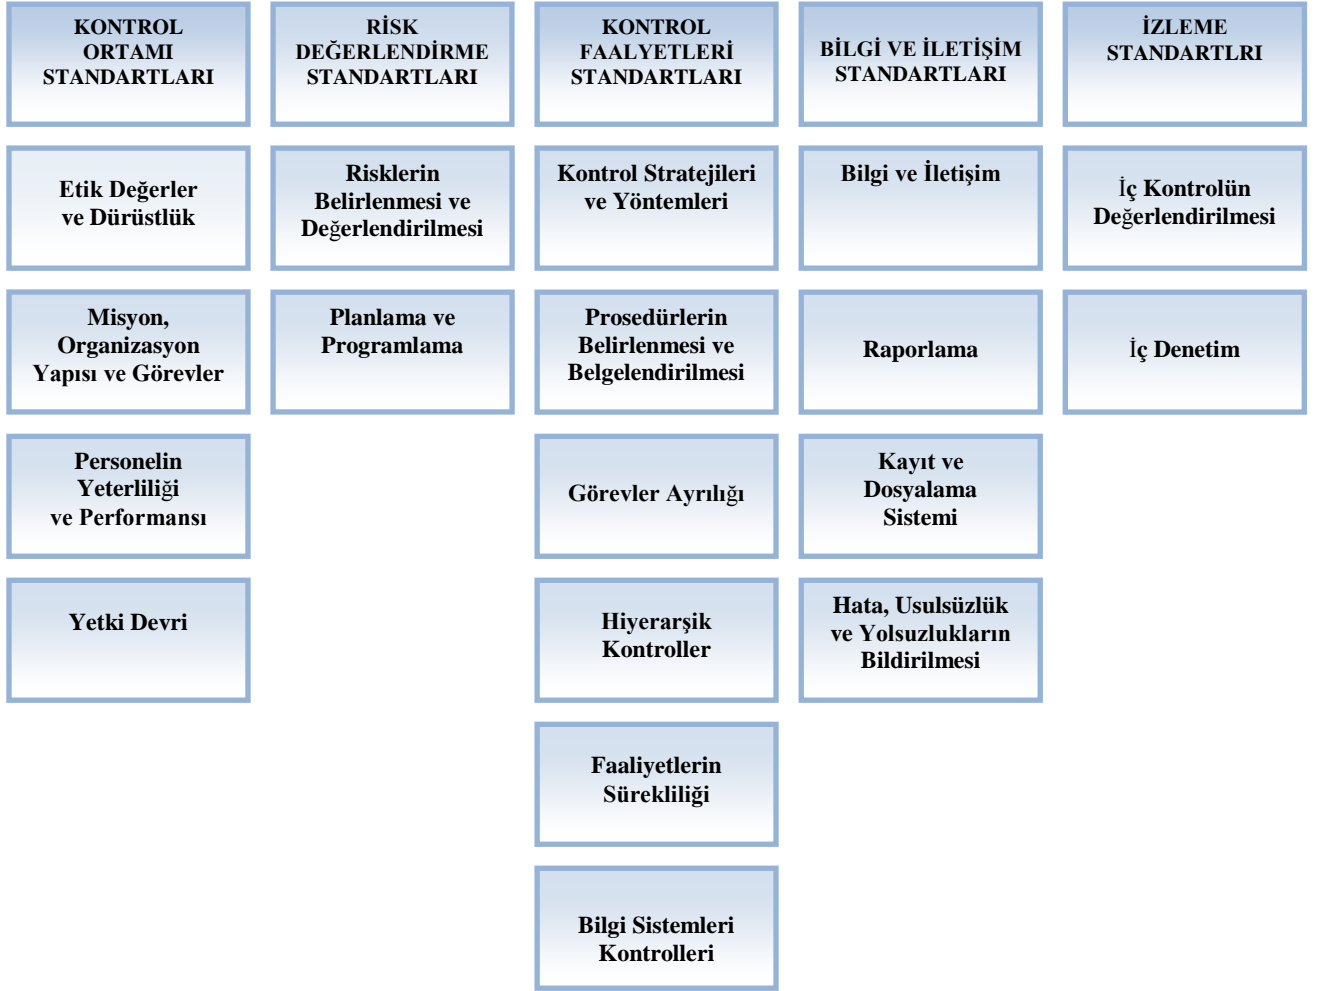 KONTROL
ORTAMI
STANDARTLARI
RİSK
DEĞERLENDİRME
STANDARTLARI
KONTROL
FAALYETLERİ
STANDARTLARI
BİLGİ VE İLETİŞİM
STANDARTLARI
İZLEME
STANDARTLRI
Etik Değerler
ve Dürüstlük
Risklerin
Belirlenmesi ve
Değerlendirilmesi
Kontrol Stratejileri
ve Yöntemleri
Bilgi ve İletişim
İç Kontrolün
Değerlendirilmesi
Misyon,
Organizasyon
Yapısı ve Görevler
Planlama ve
Programlama
Prosedürlerin
Belirlenmesi ve
Belgelendirilmesi
Raporlama
İç Denetim
Personelin
Yeterliliği
ve Performansı
Görevler Ayrılığı
Kayıt ve
Dosyalama
Sistemi
Yetki Devri
Hiyerarşik
Kontroller
Hata, Usulsüzlük
ve Yolsuzlukların
Bildirilmesi
Faaliyetlerin
Sürekliliği
Bilgi Sistemleri
Kontrolleri